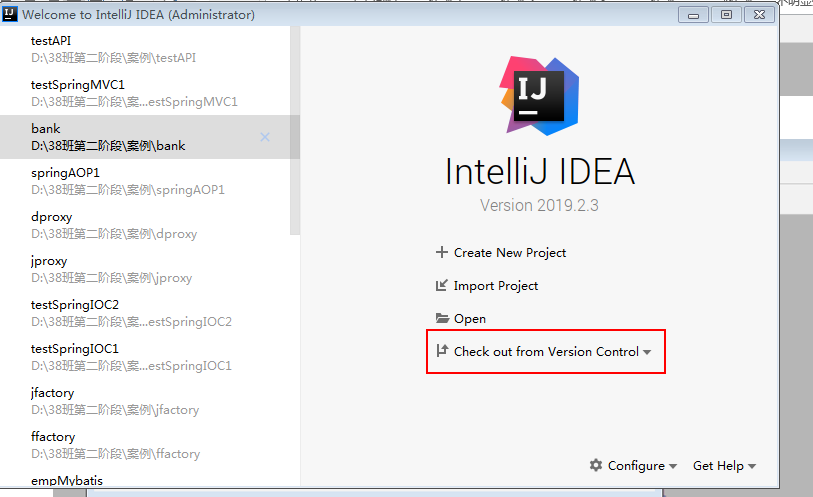 Welcome to IntelliJ IDEA (Administrator)
testAPI
D:\38班第二阶段\案例\testAPI
testSpringMVC1
D:\38班第二阶段\案...estSpringMVC1
bank
D:\38班第二阶段\案例\bank
springAOP1
D:\38班第二阶段\案例\springAOP1
dproxy
D:\38班第二阶段\案例\dproxy
jproxy
D:\38班第二阶段\案例\jproxy
testSpringIOC2
D:\38班第二阶段\案...estSpringIOC2
testSpringIOC1
D:\38班第二阶段\案...estSpringIOC1
jfactory
D:\38班第二阶段\案例\jfactory
ffactory
D:\38班第二阶段\案例\ffactory
empMybatis
IJ
IntelliJ IDEA
Version 2019.2.3
Create New Project
Import Project
Open
Check out from Version Control
Configure
Get Help